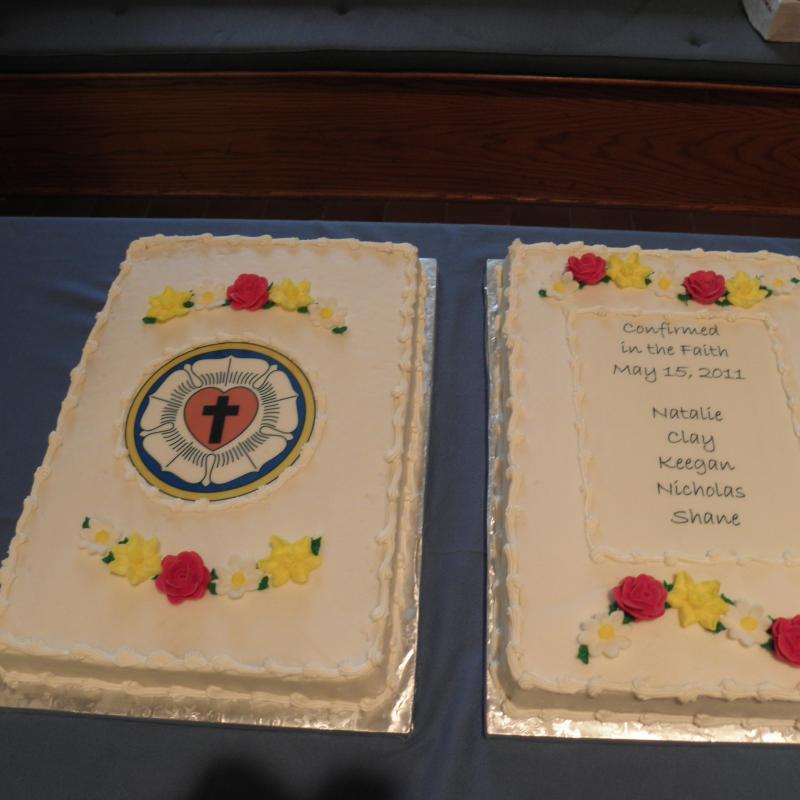 Confirmed
in the Faith
May 15, 2011
Natalie
Clay
Keegan
Nicholas
Shane